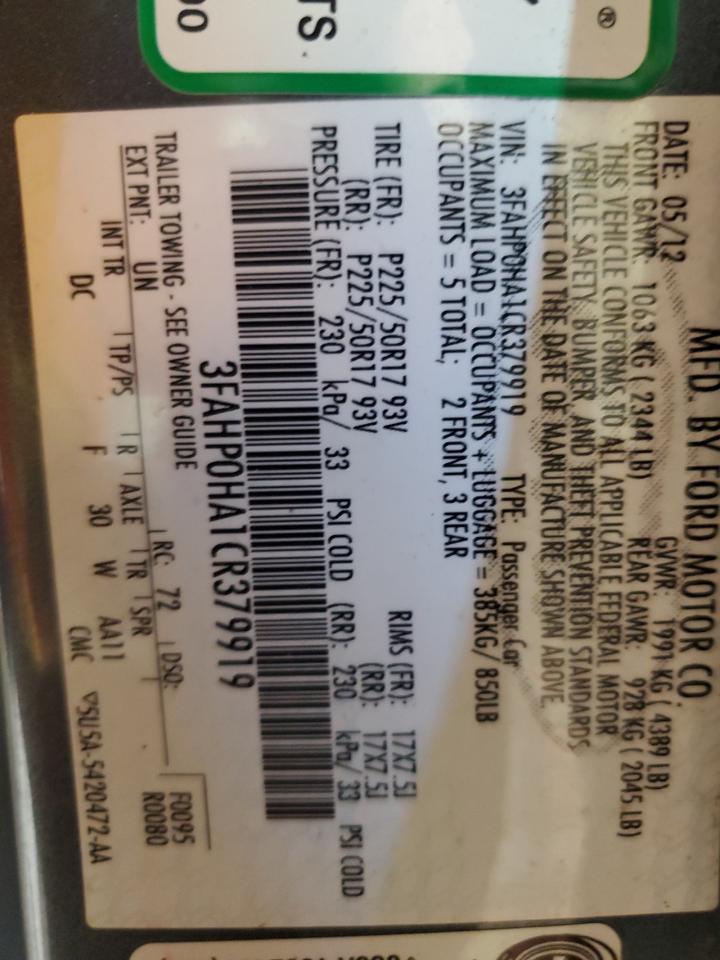 ®
TS.
00
MFD. BY FORD MOTOR CO.
DATE: 05/12 GVWR: 1991 KG ( 4389 LB)
FRONT GAWR: 1063 KG ( 2344 LB) REAR GAWR: 928 KG ( 2045 LB)
THIS VEHICLE CONFORMS TO ALL APPLICABLE FEDERAL MOTOR
VEHICLE SAFETY, BUMPER, AND THEFT PREVENTION STANDARDS
IN EFFECT ON THE DATE OF MANUFACTURE SHOWN ABOVE.
VIN: 3FAHP0HA1CR379919 TYPE: Passenger Car
MAXIMUM LOAD = OCCUPANTS + LUGGAGE = 385KG/ 850LB
OCCUPANTS = 5 TOTAL; 2 FRONT, 3 REAR
TIRE (FR): P225/50R17 93V RIMS (FR): 17X7.5J
(RR): P225/50R17 93V (RR): 17X7.5J
PRESSURE (FR): 230 kPa/ 33 PSI COLD (RR): 230 kPa/ 33 PSI COLD
3FAHP0HA1CR379919
TRAILER TOWING - SEE OWNER GUIDE F0095
EXT PNT: UN RC: 72 DSO: R0080
INT TR TP/PS R AXLE TR SPR
DC F 30 W AA11
CMC ▽5U5A-5420472-AA